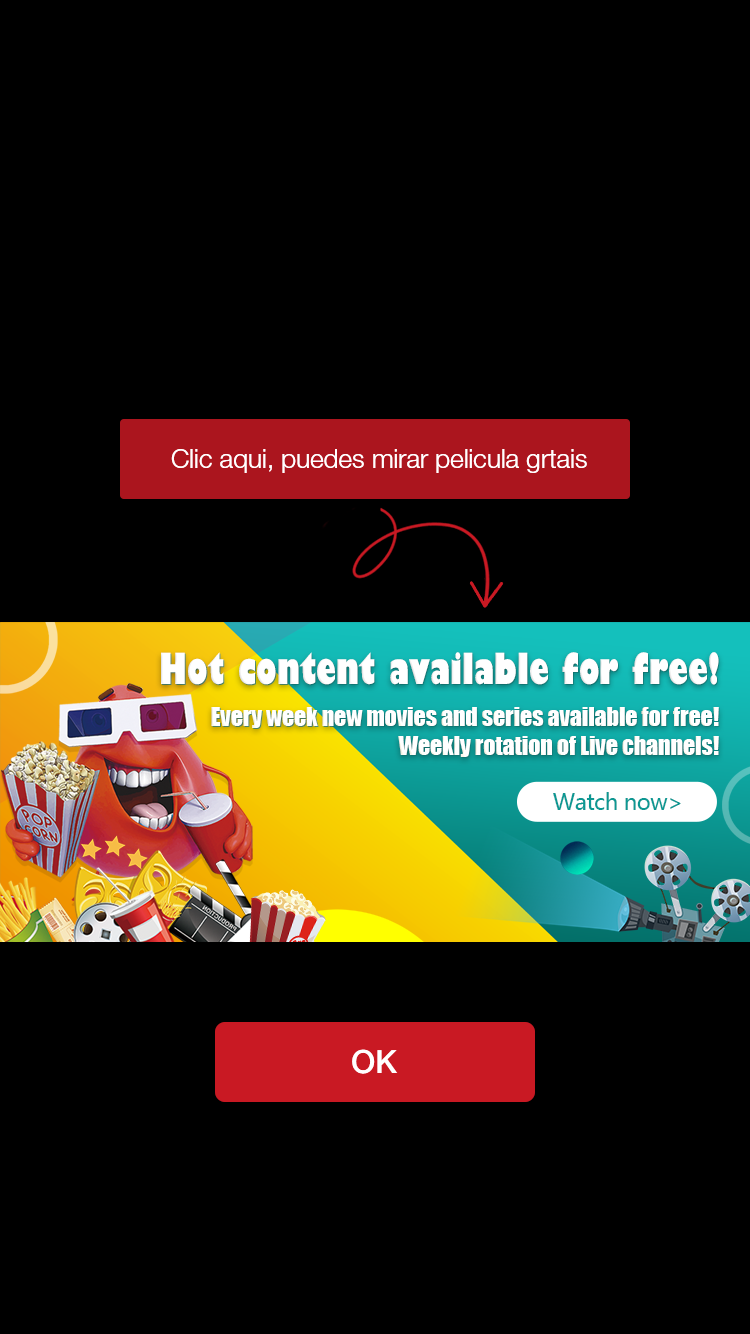 Clic aqui, puedes mirar pelicula grtais
Hot content available for free!
Every week new movies and series available for free!
Weekly rotation of Live channels!
Watch now>
POP
CORN
PRODUCTION
OK